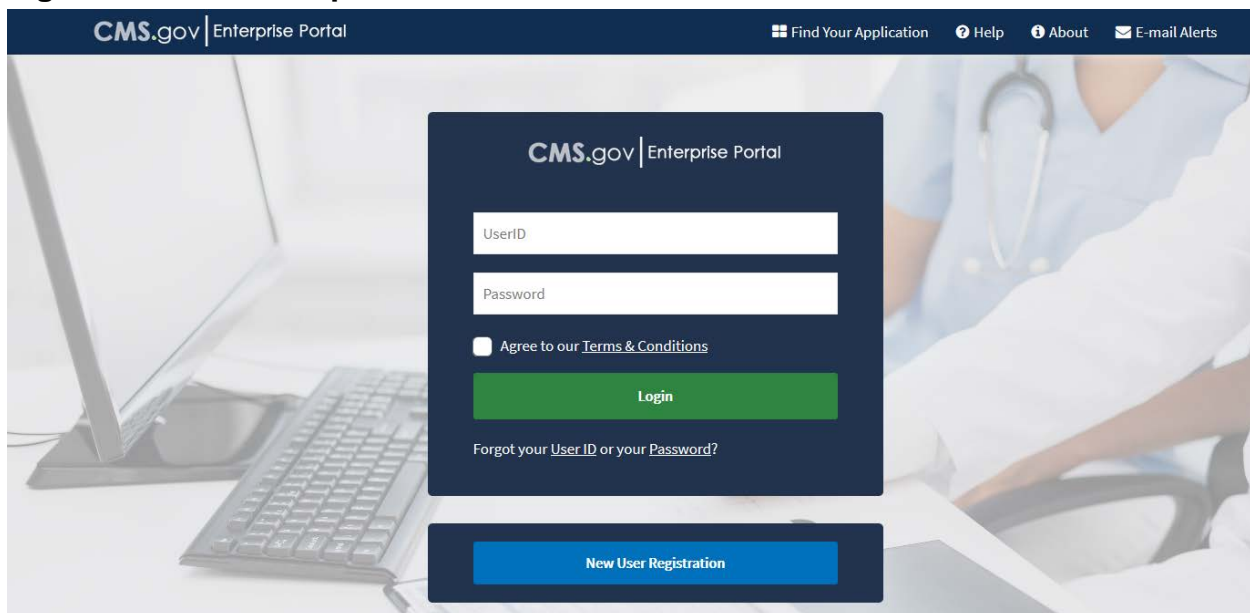 CMS.gov Enterprise Portal
Find Your Application Help About E-mail Alerts
CMS.gov Enterprise Portal
UserID
Password
Agree to our Terms & Conditions
Login
Forgot your User ID or your Password?
New User Registration